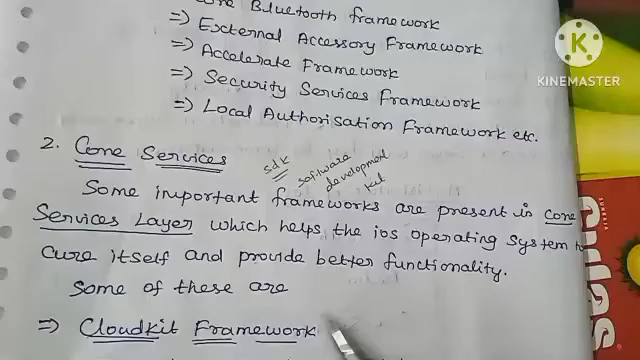 Core Bluetooth framework
=> External Accessory Framework
=> Accelerate Framework
=> Security Services Framework
=> Local Authorisation Framework etc.
KINEMASTER
2. Core Services
sdk
software
development
kit
Some important frameworks are present in Core
Services Layer which helps the ios operating system to
cure itself and provide better functionality.
Some of these are
=> Cloudkit Framework